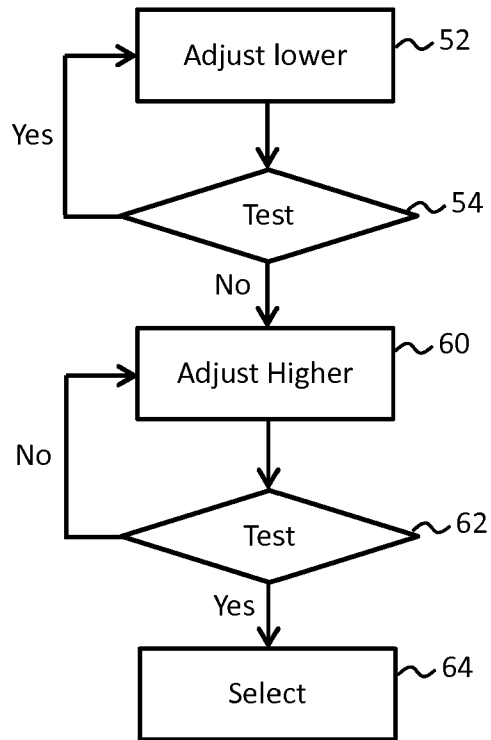 Adjust lower
52
Yes
Test
54
No
Adjust Higher
60
No
Test
62
Yes
Select
64